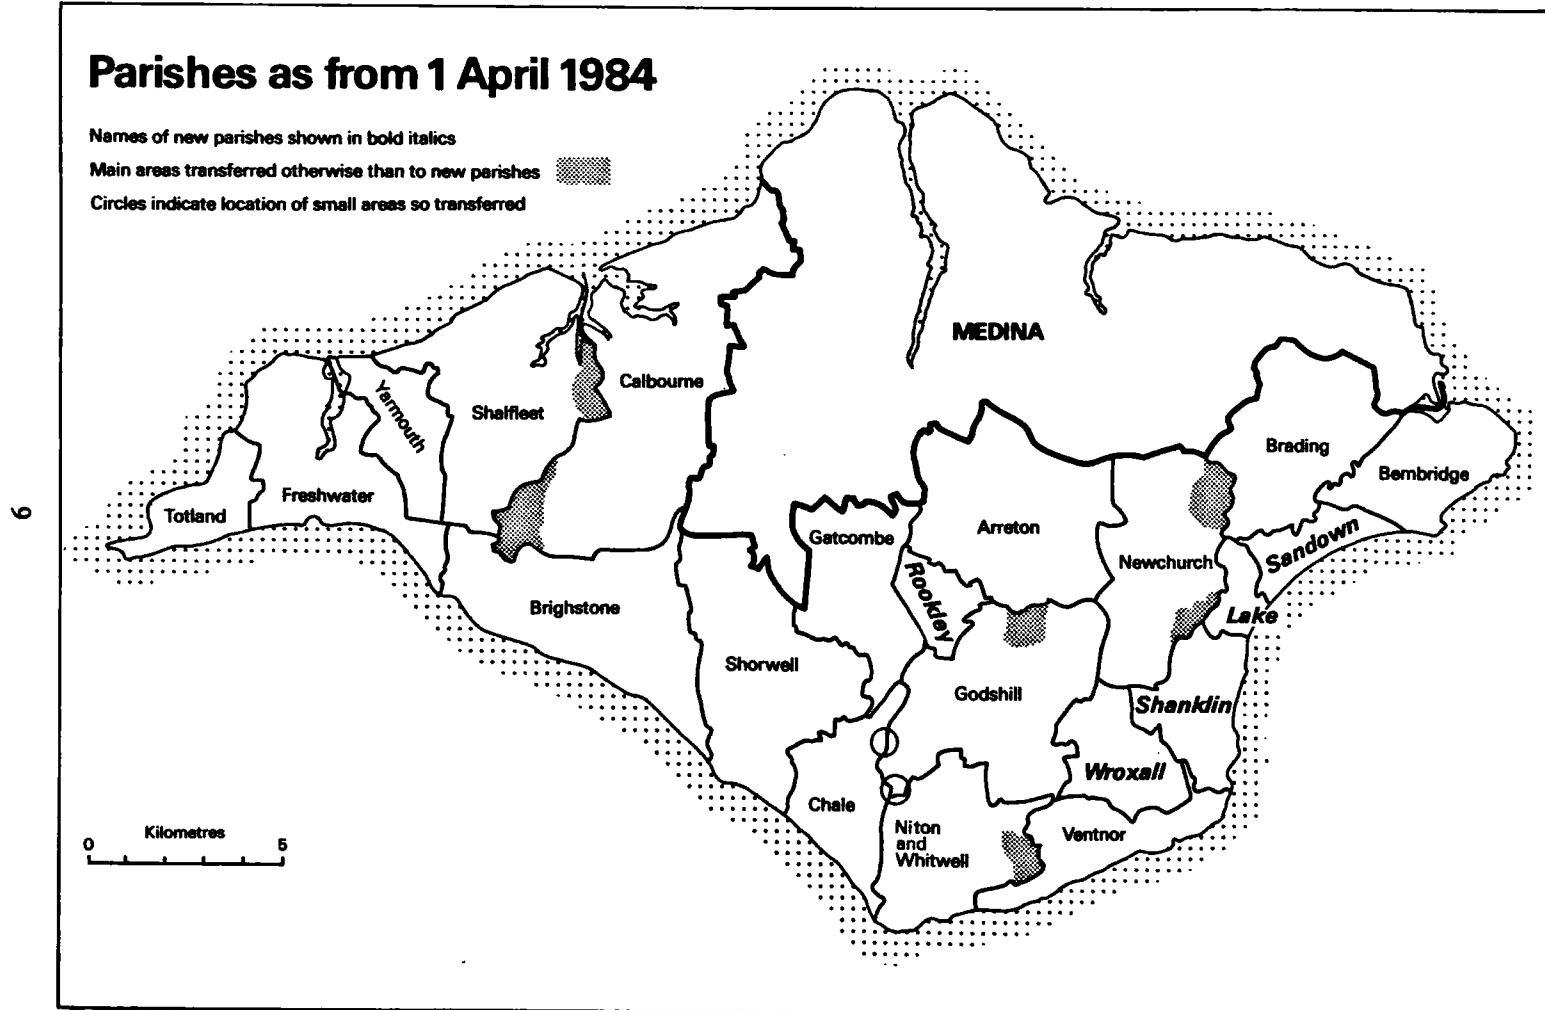 Parishes as from 1 April 1984
Names of new parishes shown in bold italics
Main areas transferred otherwise than to new parishes
Circles indicate location of small areas so transferred
MEDINA
Calbourne
Yarmouth
Shalfleet
Brading
Bembridge
Freshwater
Totland
Gatcombe
Arreton
Sandown
Newchurch
Rookley
Brighstone
Lake
Shorwell
Godshill
Shanklin
Wroxall
Chale
Niton
and
Whitwell
Ventnor
Kilometres
0 5
9